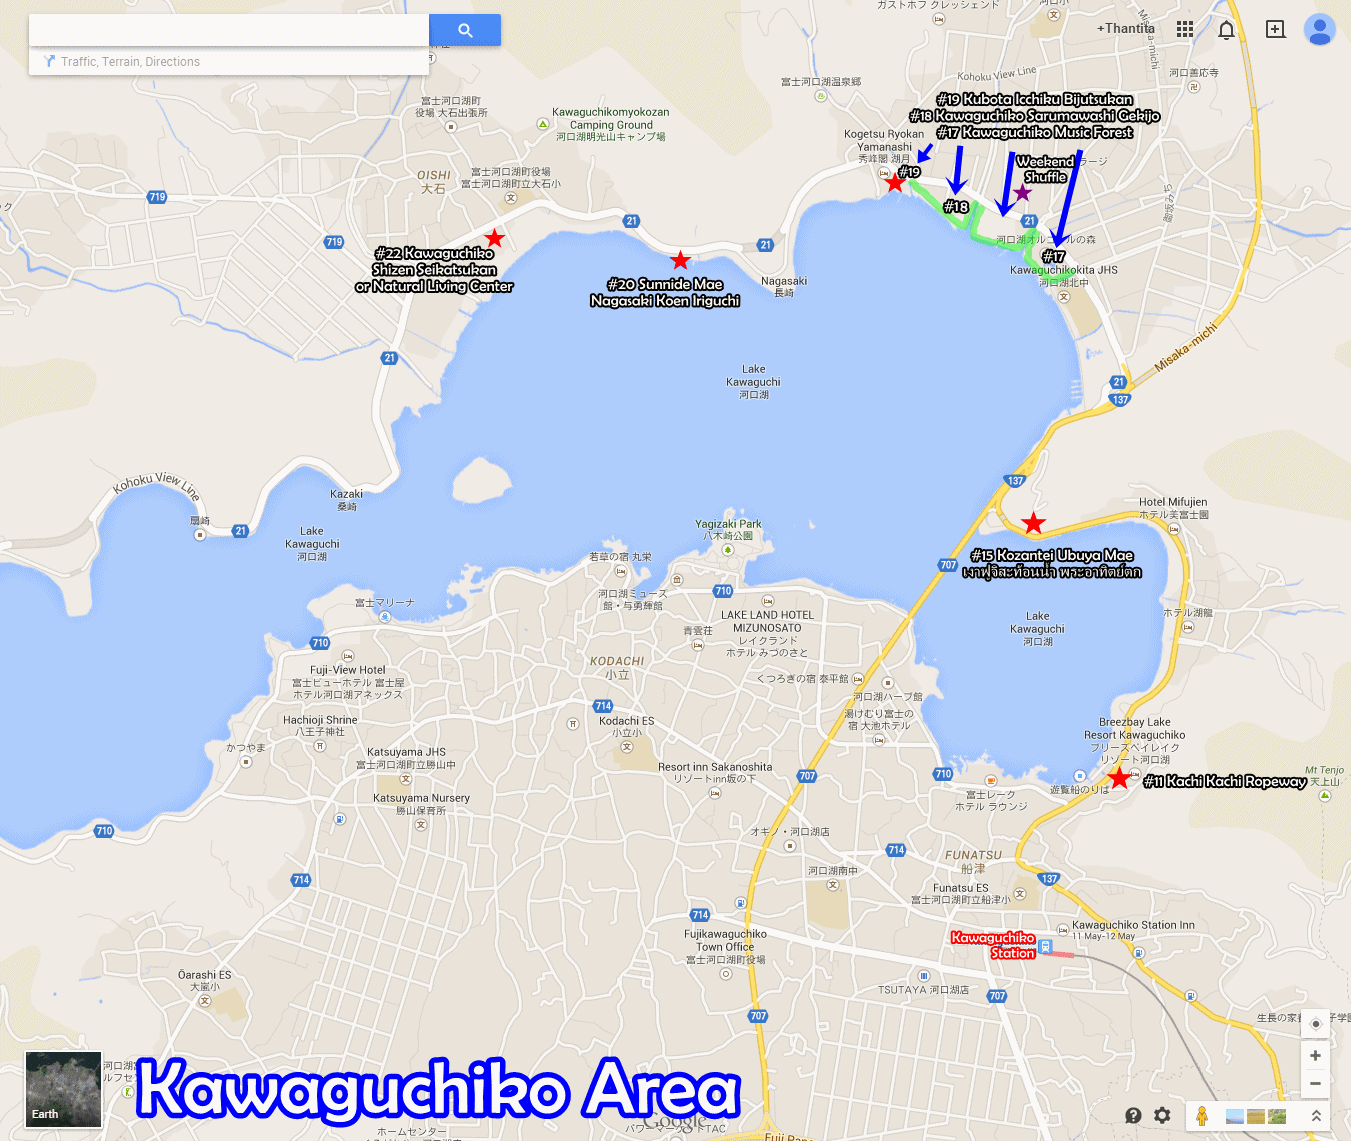 ガストホフ クレッシェンド
河口小
+Thantita
Traffic, Terrain, Directions
Misaka-michi
Kohoku View Line
河口善応寺
富士河口湖温泉郷
富士河口湖町
役場 大石出張所
Kawaguchikomyokozan
Camping Ground
河口湖明光山キャンプ場
#19 Kubota Icchiku Bijutsukan
#18 Kawaguchiko Sarumawashi Gekijo
#17 Kawaguchiko Music Forest
Kogetsu Ryokan
Yamanashi
秀峰閣 湖月
#19
Weekend
Shuffle
ラージ
OISHI
大石
富士河口湖町役場
富士河口湖町立大石小
719
719
21
21
21
#18
御坂みち
河口湖オルゴールの森
#17
Kawaguchikokita JHS
河口湖北中
#22 Kawaguchiko
Shizen Seikatsukan
or Natural Living Center
#20 Sunnide Mae
Nagasaki Koen Iriguchi
Nagasaki
長崎
Misaka-michi
21
Lake
Kawaguchi
河口湖
21
137
Kohoku View Line
Kazaki
桑崎
137
Hotel Mifujien
ホテル美富士園
扇崎
21
Lake
Kawaguchi
河口湖
Yagizaki Park
八木崎公園
若草の宿 丸栄
707
#15 Kozantei Ubuya Mae
เงาฟูจิสะท้อนน้ำ พระอาทิตย์ตก
富士マリーナ
河口湖ミューズ
館・与勇輝館
710
LAKE LAND HOTEL
MIZUNOSATO
レイクランド
ホテル みづのさと
青雲荘
Lake
Kawaguchi
河口湖
ホテル湖龍
710
Fuji-View Hotel
富士ビューホテル 富士屋
ホテル河口湖アネックス
KODACHI
小立
くつろぎの宿 泰平館
河口湖ハーブ館
714
湯けむり富士の
宿 大池ホテル
Hachioji Shrine
八王子神社
Kodachi ES
小立小
Breezbay Lake
Resort Kawaguchiko
ブリーズベイレイク
リゾート河口湖
かつやま
Katsuyama JHS
富士河口湖町立勝山中
Resort inn Sakanoshita
リゾートinn坂の下
707
710
遊覧船のりば
#11 Kachi Kachi Ropeway
Mt Tenjo
天上山
Katsuyama Nursery
勝山保育所
富士レーク
ホテル ラウンジ
710
オギノ・河口湖店
714
FUNATSU
船津
714
河口湖南中
137
Funatsu ES
富士河口湖町立船津小
714
Kawaguchiko Station Inn
11 May-12 May
Fujikawaguchiko
Town Office
富士河口湖町役場
Kawaguchiko
Station
Ōarashi ES
大嵐小
TSUTAYA 河口湖店
707
707
Earth
Kawaguchiko Area
ホームセンター
Google
Fuji Pan